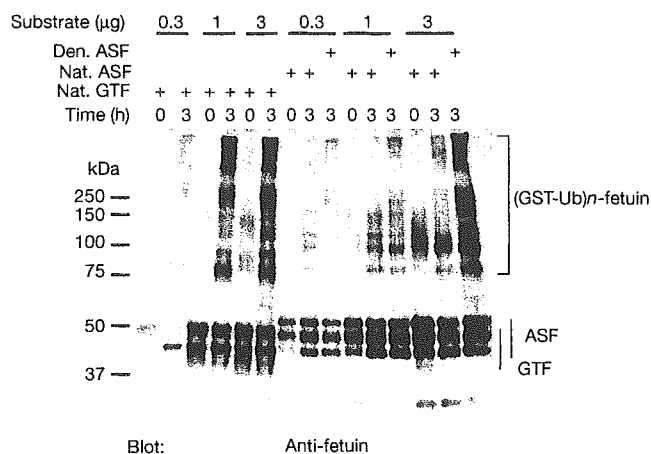 Substrate (μg) 0.3 1 3 0.3 1 3
Den. ASF + + +
Nat. ASF + + + + + +
Nat. GTF + + + + + +
Time (h) 0 3 0 3 0 3 0 3 3 0 3 3 0 3 3
kDa
250
150
100
75
50
37
(GST-Ub)n-fetuin
ASF
GTF
Blot: Anti-fetuin